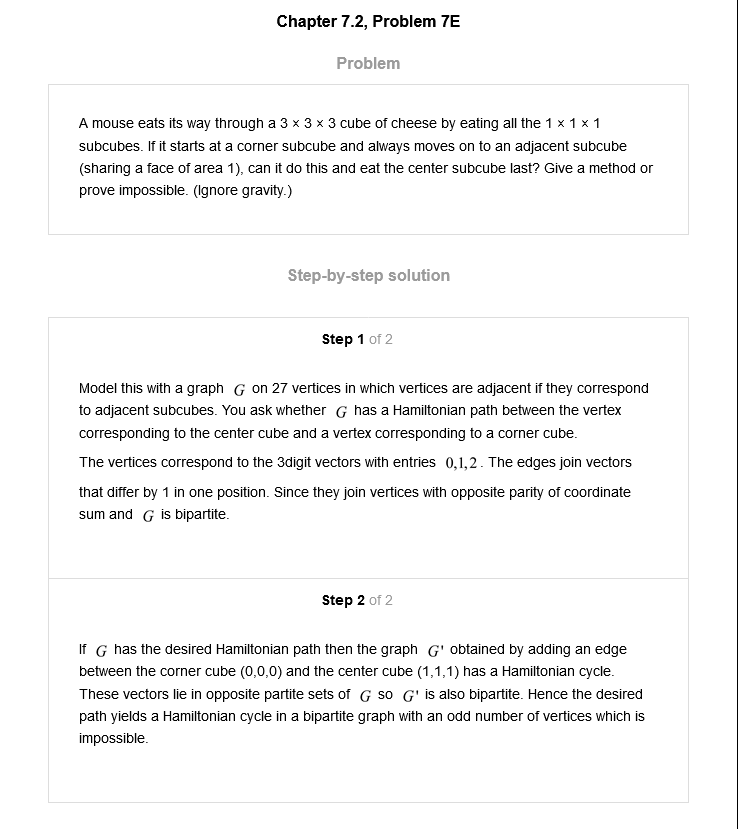 Chapter 7.2, Problem 7E
Problem
A mouse eats its way through a 3 × 3 × 3 cube of cheese by eating all the 1 × 1 × 1
subcubes. If it starts at a corner subcube and always moves on to an adjacent subcube
(sharing a face of area 1), can it do this and eat the center subcube last? Give a method or
prove impossible. (Ignore gravity.)
Step-by-step solution
Step 1 of 2
Model this with a graph G on 27 vertices in which vertices are adjacent if they correspond
to adjacent subcubes. You ask whether G has a Hamiltonian path between the vertex
corresponding to the center cube and a vertex corresponding to a corner cube.
The vertices correspond to the 3digit vectors with entries 0,1,2. The edges join vectors
that differ by 1 in one position. Since they join vertices with opposite parity of coordinate
sum and G is bipartite.
Step 2 of 2
If G has the desired Hamiltonian path then the graph G' obtained by adding an edge
between the corner cube (0,0,0) and the center cube (1,1,1) has a Hamiltonian cycle.
These vectors lie in opposite partite sets of G so G' is also bipartite. Hence the desired
path yields a Hamiltonian cycle in a bipartite graph with an odd number of vertices which is
impossible.